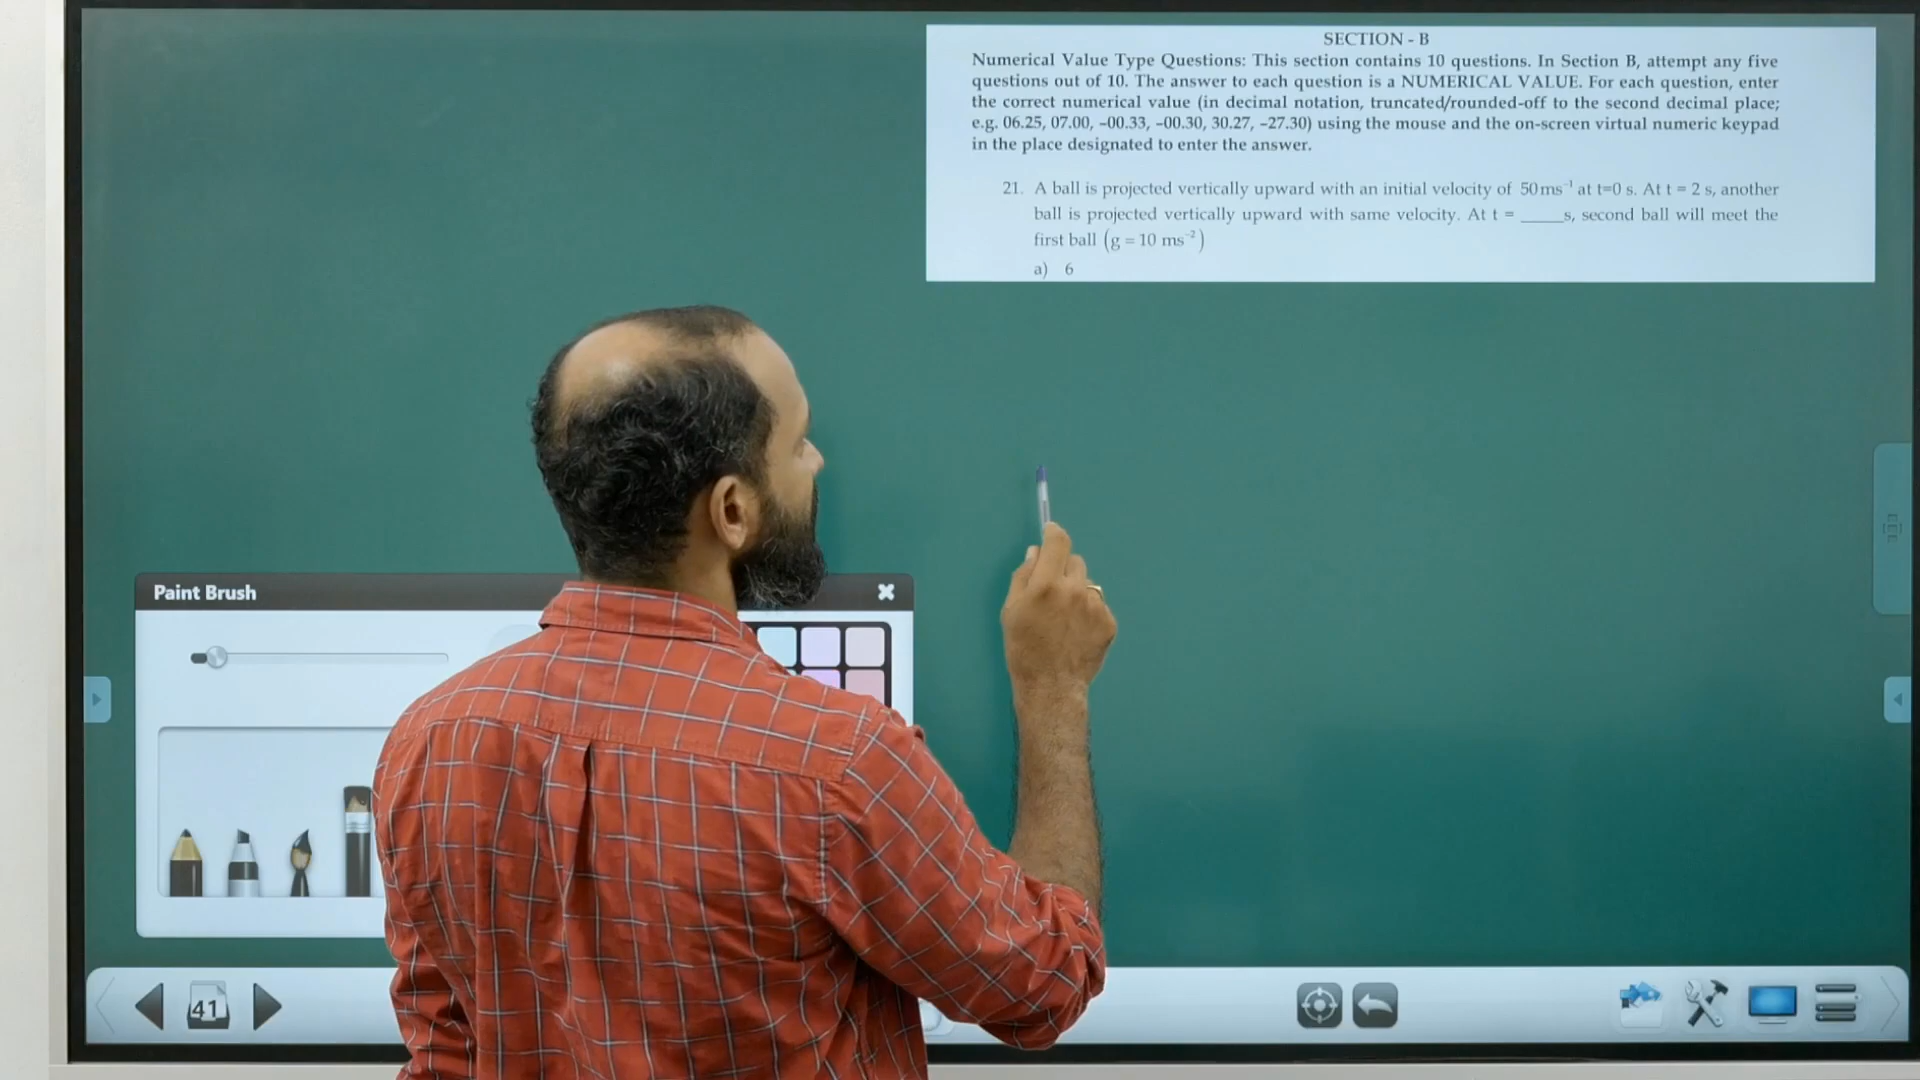 SECTION - B
Numerical Value Type Questions: This section contains 10 questions. In Section B, attempt any five
questions out of 10. The answer to each question is a NUMERICAL VALUE. For each question, enter
the correct numerical value (in decimal notation, truncated/rounded-off to the second decimal place;
e.g. 06.25, 07.00, -00.33, -00.30, 30.27, -27.30) using the mouse and the on-screen virtual numeric keypad
in the place designated to enter the answer.
21. A ball is projected vertically upward with an initial velocity of 50 ms⁻¹ at t=0 s. At t = 2 s, another
ball is projected vertically upward with same velocity. At t = _____s, second ball will meet the
first ball (g = 10 ms⁻²)
a) 6
Paint Brush
41